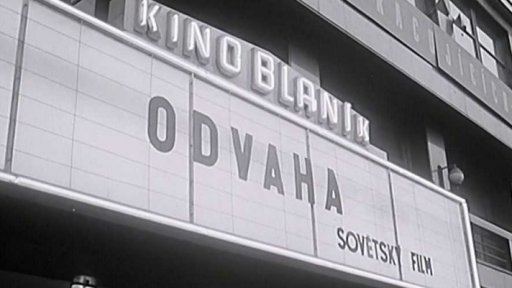 KINO BLANÍK
ODVAHA
SOVĚTSKÝ FILM